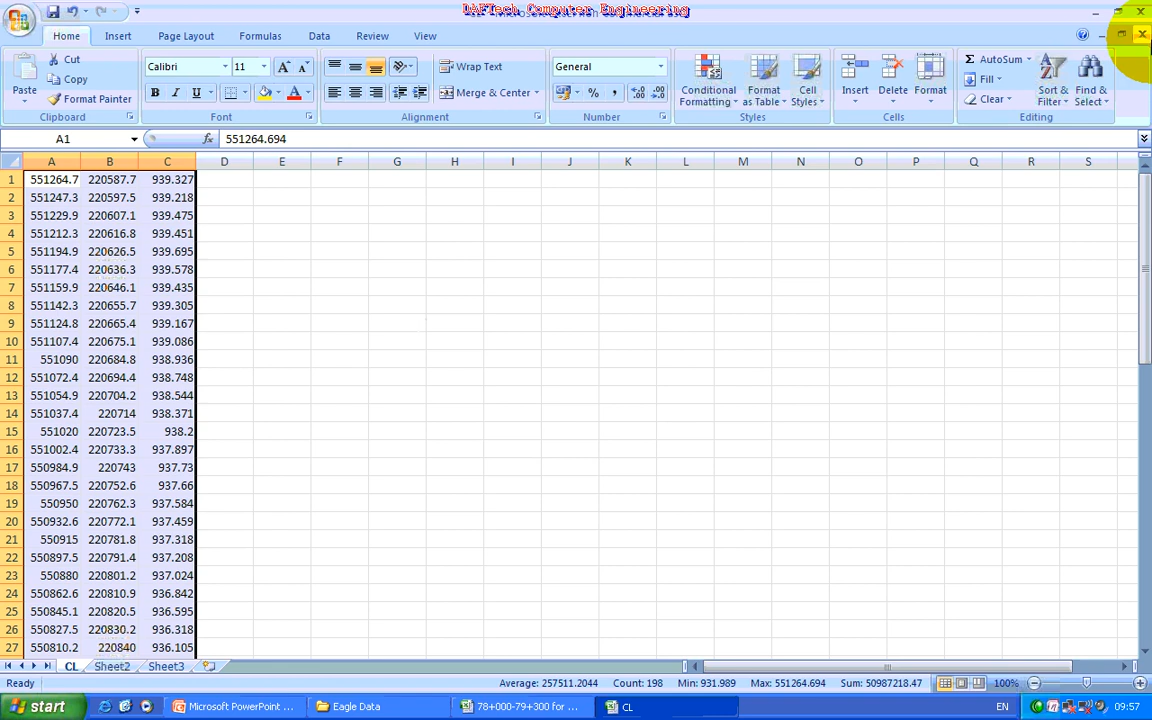 DAFTech Computer Engineering
Home Insert Page Layout Formulas Data Review View
Paste Cut Copy Format Painter Clipboard
Calibri 11 B I U Font
Wrap Text Merge & Center Alignment
General % , Number
Conditional Formatting Format as Table Cell Styles Styles
Insert Delete Format Cells
AutoSum Fill Clear Sort & Filter Find & Select Editing
A1 fx 551264.694
A B C D E F G H I J K L M N O P Q R S
1 551264.7 220587.7 939.327
2 551247.3 220597.5 939.218
3 551229.9 220607.1 939.475
4 551212.3 220616.8 939.451
5 551194.9 220626.5 939.695
6 551177.4 220636.3 939.578
7 551159.9 220646.1 939.435
8 551142.3 220655.7 939.305
9 551124.8 220665.4 939.167
10 551107.4 220675.1 939.086
11 551090 220684.8 938.936
12 551072.4 220694.4 938.748
13 551054.9 220704.2 938.544
14 551037.4 220714 938.371
15 551020 220723.5 938.2
16 551002.4 220733.3 937.897
17 550984.9 220743 937.73
18 550967.5 220752.6 937.66
19 550950 220762.3 937.584
20 550932.6 220772.1 937.459
21 550915 220781.8 937.318
22 550897.5 220791.4 937.208
23 550880 220801.2 937.024
24 550862.6 220810.9 936.842
25 550845.1 220820.5 936.595
26 550827.5 220830.2 936.318
27 550810.2 220840 936.105
CL Sheet2 Sheet3
Ready Average: 257511.2044 Count: 198 Min: 931.989 Max: 551264.694 Sum: 50987218.47 100%
start Microsoft PowerPoint ... Eagle Data 78+000-79+300 for ... CL EN 09:57